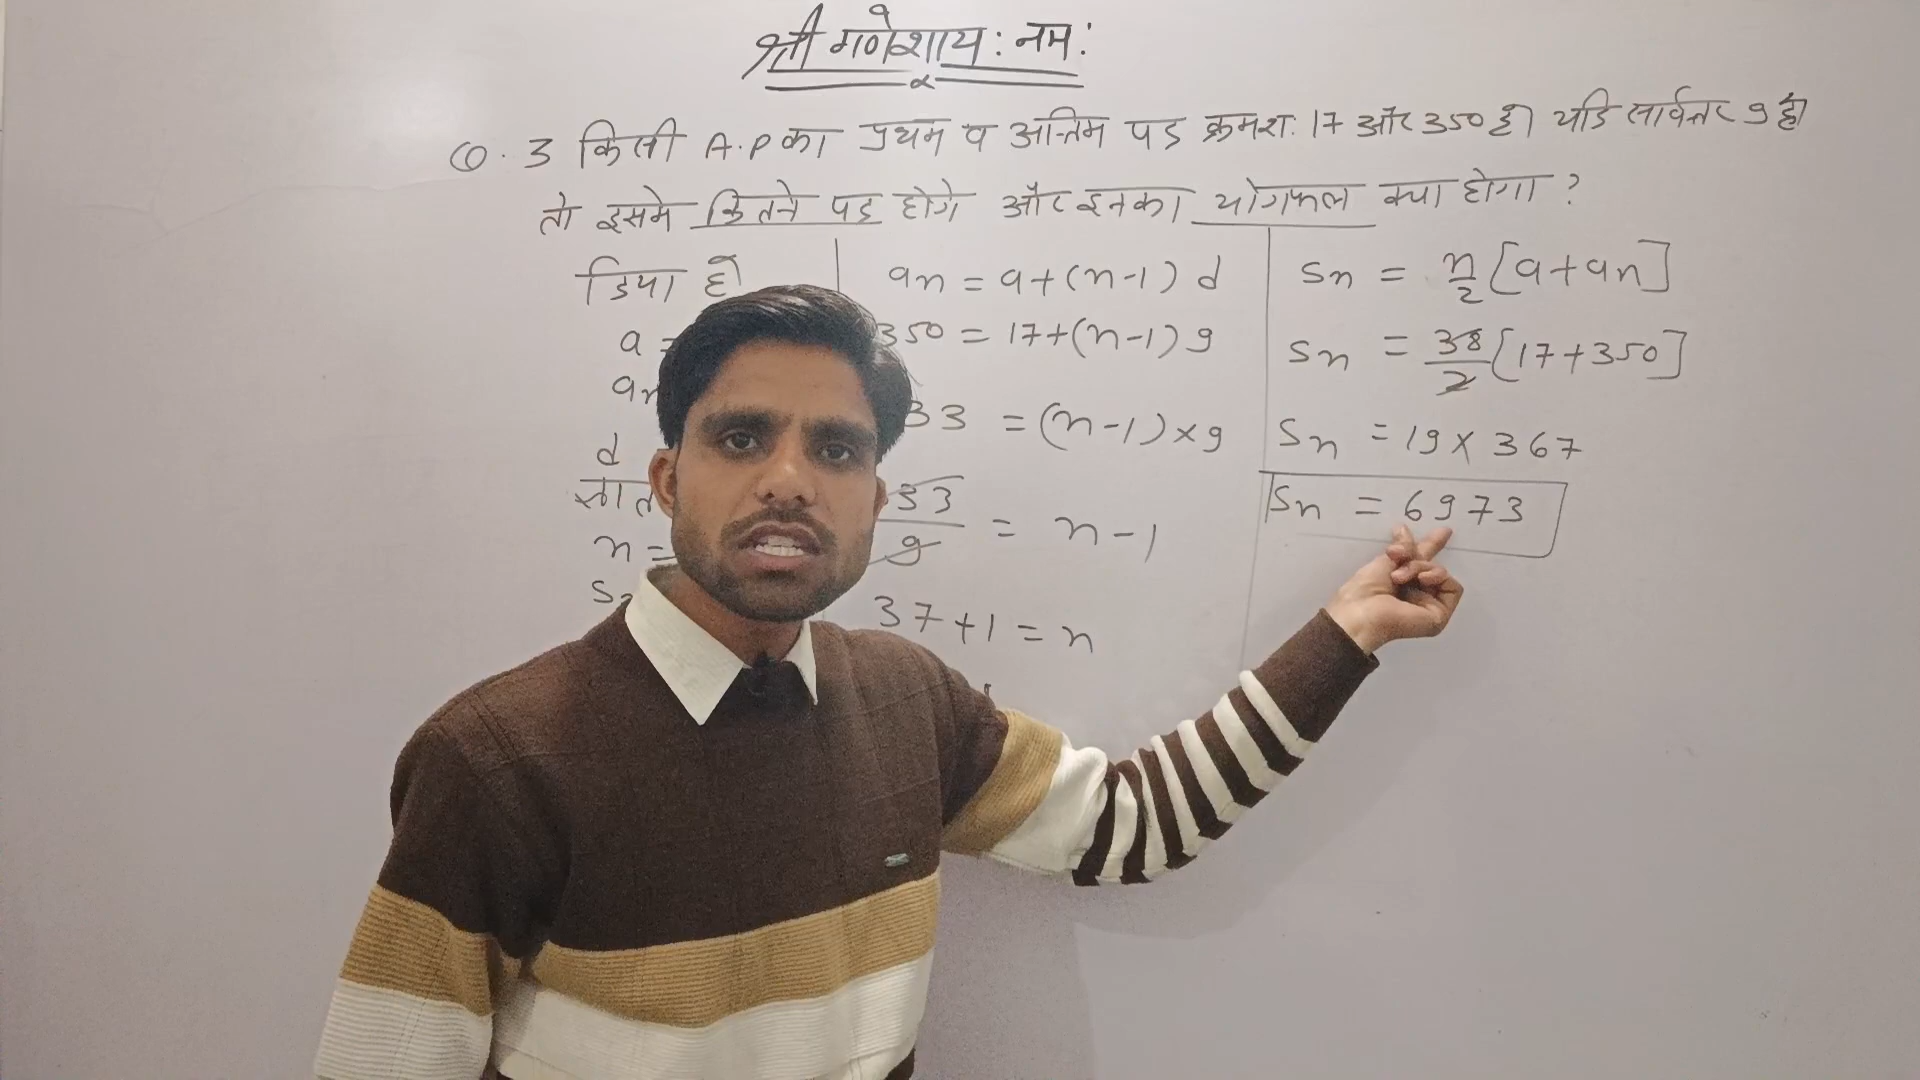 श्री गणेशाय: नम:
Q. 3 किसी A.P का प्रथम व अन्तिम पद क्रमश: 17 और 350 है। यदि सार्वन्तर 9 है।
तो इसमे कितने पद होगे और इनका योगफल क्या होगा ?
दिया है
a =
an
d
n =
an = a+(n-1) d
350 = 17+(n-1) 9
33 = (n-1)×9
33/9 = n-1
37+1 = n
Sn = n/2 [a+an]
Sn = 38/2 [17+350]
Sn = 19 × 367
Sn = 6973